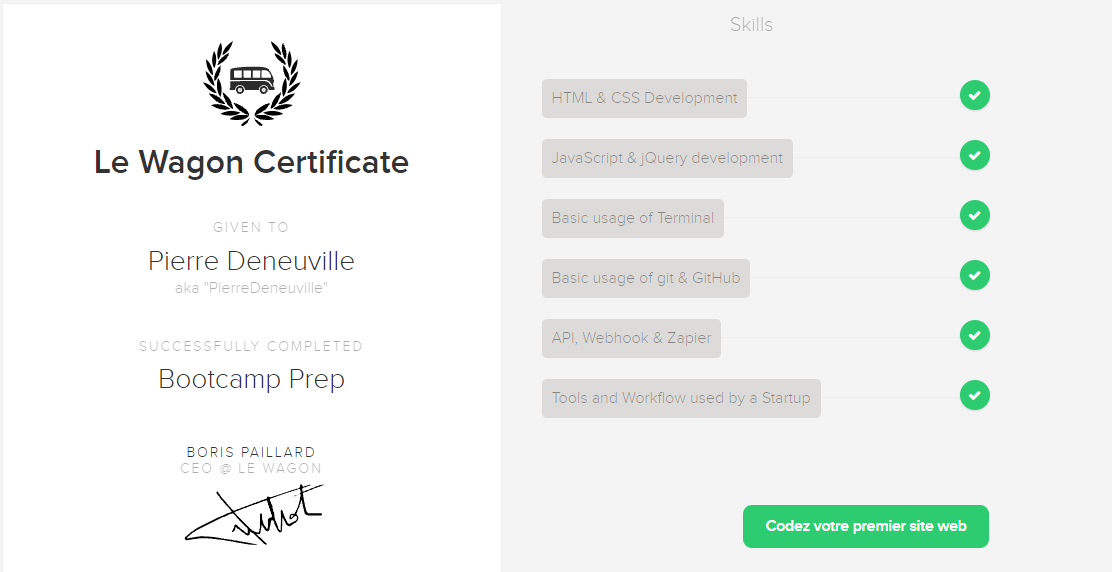 Le Wagon Certificate
GIVEN TO
Pierre Deneuville
aka "PierreDeneuville"
SUCCESSFULLY COMPLETED
Bootcamp Prep
BORIS PAILLARD
CEO @ LE WAGON
Skills
HTML & CSS Development
JavaScript & jQuery development
Basic usage of Terminal
Basic usage of git & GitHub
API, Webhook & Zapier
Tools and Workflow used by a Startup
Codez votre premier site web